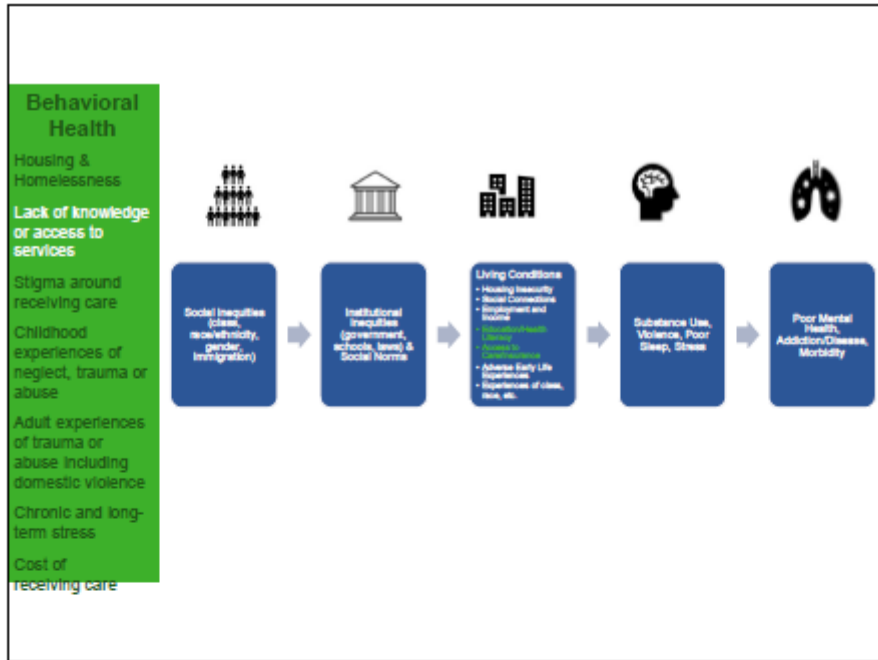 Behavioral
Health
Housing &
Homelessness
Lack of knowledge
or access to
services
Stigma around
receiving care
Childhood
experiences of
neglect, trauma or
abuse
Adult experiences
of trauma or
abuse including
domestic violence
Chronic and long-
term stress
Cost of
receiving care
Social Inequities
(class,
race/ethnicity,
gender,
immigration)
Institutional
Inequities
(government,
schools, laws) &
Social Norms
Living Conditions
• Housing Insecurity
• Social Connections
• Employment and
Income
• Education/Health
Literacy
• Access to
Care/Insurance
• Adverse Early Life
Experiences
• Experiences of class,
race, etc.
Substance Use,
Violence, Poor
Sleep, Stress
Poor Mental
Health,
Addiction/Disease,
Morbidity